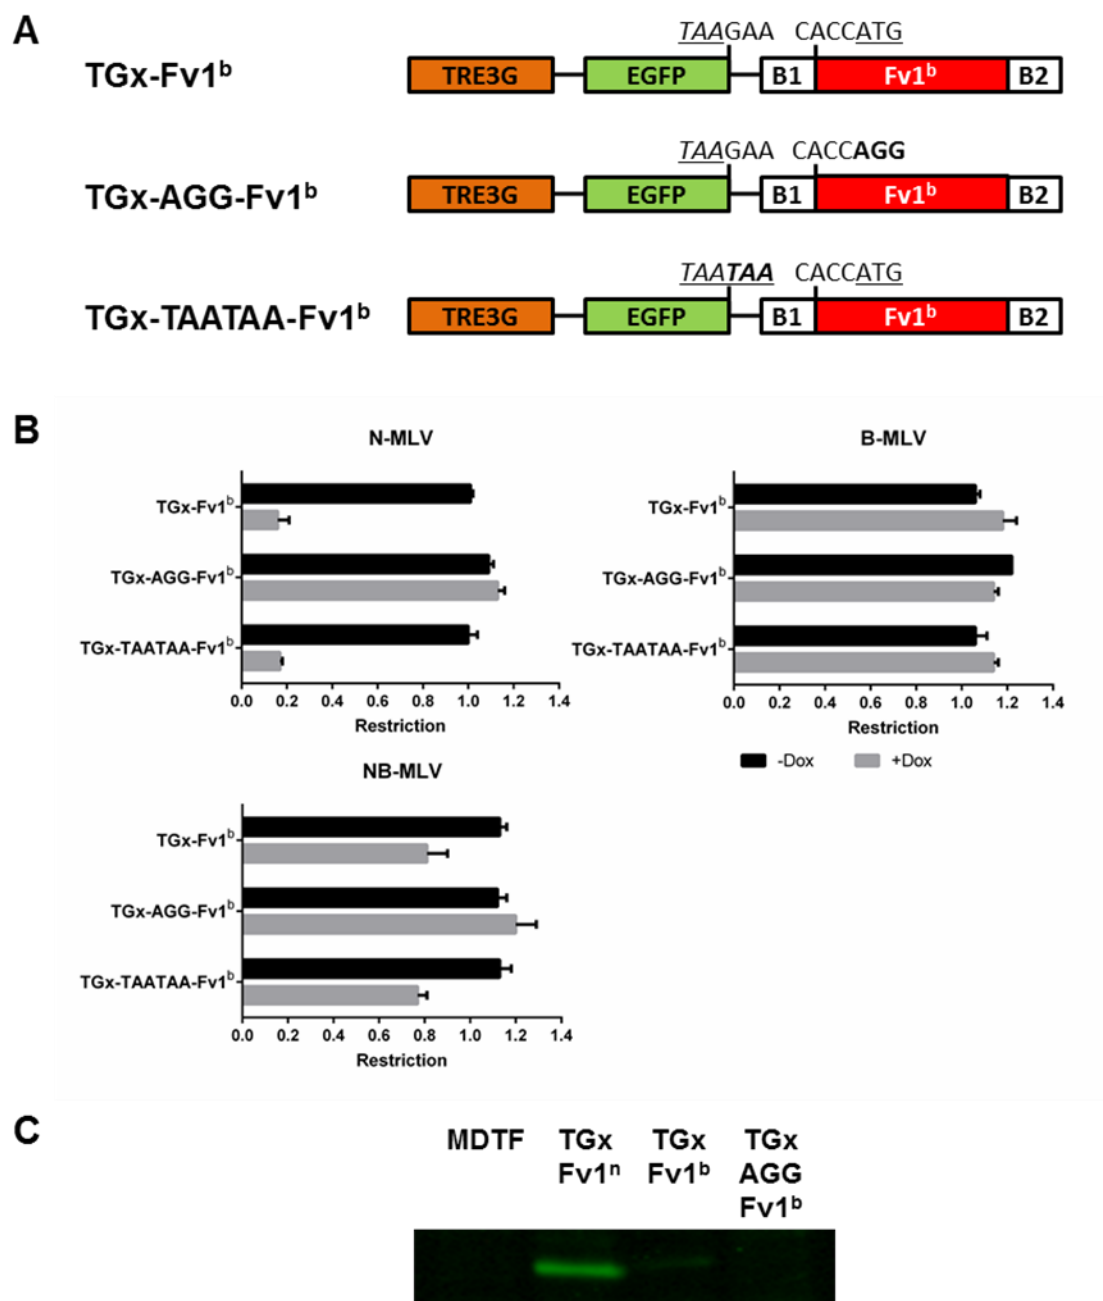 A
TAAGAA CACCATG
TGx-Fv1b
TRE3G EGFP B1 Fv1b B2
TAAGAA CACCAGG
TGx-AGG-Fv1b
TRE3G EGFP B1 Fv1b B2
TAATAA CACCATG
TGx-TAATAA-Fv1b
TRE3G EGFP B1 Fv1b B2
B
N-MLV
TGx-Fv1b
TGx-AGG-Fv1b
TGx-TAATAA-Fv1b
0.0 0.2 0.4 0.6 0.8 1.0 1.2 1.4
Restriction
B-MLV
TGx-Fv1b
TGx-AGG-Fv1b
TGx-TAATAA-Fv1b
0.0 0.2 0.4 0.6 0.8 1.0 1.2 1.4
Restriction
-Dox +Dox
NB-MLV
TGx-Fv1b
TGx-AGG-Fv1b
TGx-TAATAA-Fv1b
0.0 0.2 0.4 0.6 0.8 1.0 1.2 1.4
Restriction
C
MDTF TGx TGx TGx
Fv1n Fv1b AGG
Fv1b